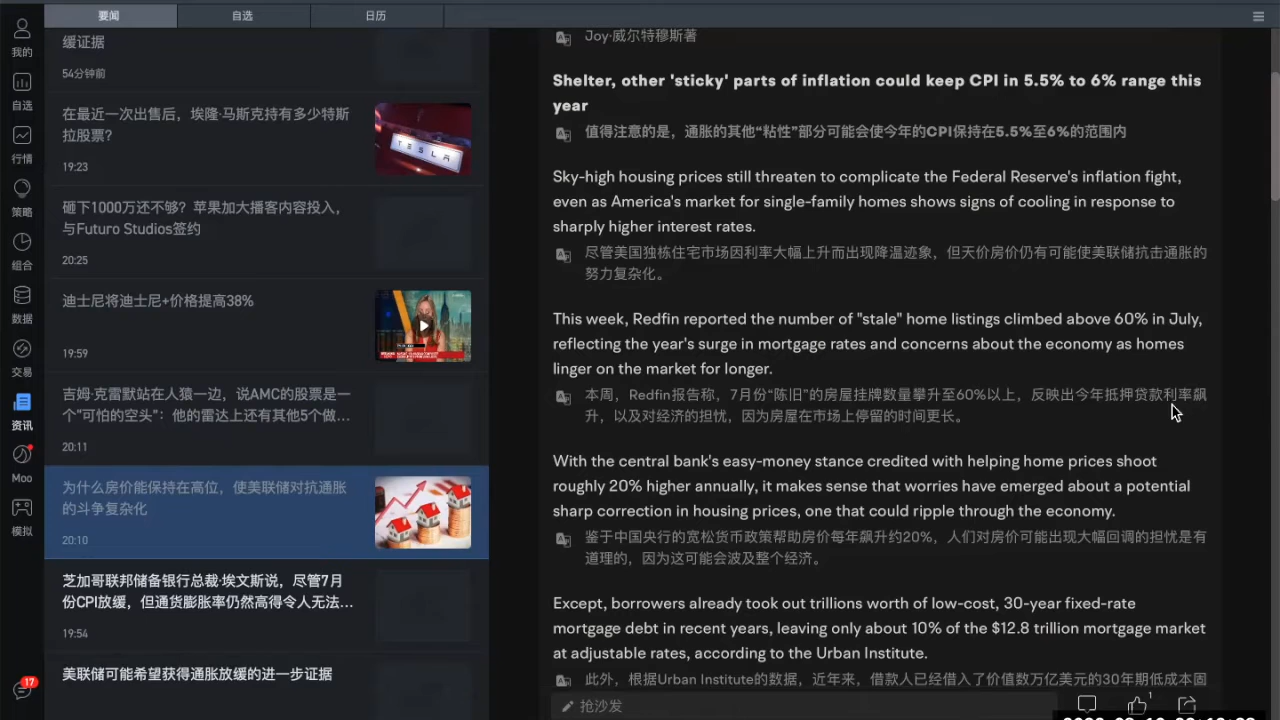 要闻
自选
日历
我的
自选
行情
策略
组合
数据
交易
资讯
Moo
模拟
17
缓证据
54分钟前
在最近一次出售后，埃隆·马斯克持有多少特斯
拉股票？
19:23
TESLA
砸下1000万还不够？苹果加大播客内容投入，
与Futuro Studios签约
20:25
迪士尼将迪士尼+价格提高38%
19:59
吉姆·克雷默站在人猿一边，说AMC的股票是一
个"可怕的空头"：他的雷达上还有其他5个做...
20:11
为什么房价能保持在高位，使美联储对抗通胀
的斗争复杂化
20:10
芝加哥联邦储备银行总裁·埃文斯说，尽管7月
份CPI放缓，但通货膨胀率仍然高得令人无法...
19:54
美联储可能希望获得通胀放缓的进一步证据
Joy·威尔特穆斯著
Shelter, other 'sticky' parts of inflation could keep CPI in 5.5% to 6% range this
year
值得注意的是，通胀的其他“粘性”部分可能会使今年的CPI保持在5.5%至6%的范围内
Sky-high housing prices still threaten to complicate the Federal Reserve's inflation fight,
even as America's market for single-family homes shows signs of cooling in response to
sharply higher interest rates.
尽管美国独栋住宅市场因利率大幅上升而出现降温迹象，但天价房价仍有可能使美联储抗击通胀的
努力复杂化。
This week, Redfin reported the number of "stale" home listings climbed above 60% in July,
reflecting the year's surge in mortgage rates and concerns about the economy as homes
linger on the market for longer.
本周，Redfin报告称，7月份“陈旧”的房屋挂牌数量攀升至60%以上，反映出今年抵押贷款利率飙
升，以及对经济的担忧，因为房屋在市场上停留的时间更长。
With the central bank's easy-money stance credited with helping home prices shoot
roughly 20% higher annually, it makes sense that worries have emerged about a potential
sharp correction in housing prices, one that could ripple through the economy.
鉴于中国央行的宽松货币政策帮助房价每年飙升约20%，人们对房价可能出现大幅回调的担忧是有
道理的，因为这可能会波及整个经济。
Except, borrowers already took out trillions worth of low-cost, 30-year fixed-rate
mortgage debt in recent years, leaving only about 10% of the $12.8 trillion mortgage market
at adjustable rates, according to the Urban Institute.
此外，根据Urban Institute的数据，近年来，借款人已经借入了价值数万亿美元的30年期低成本固
抢沙发
1